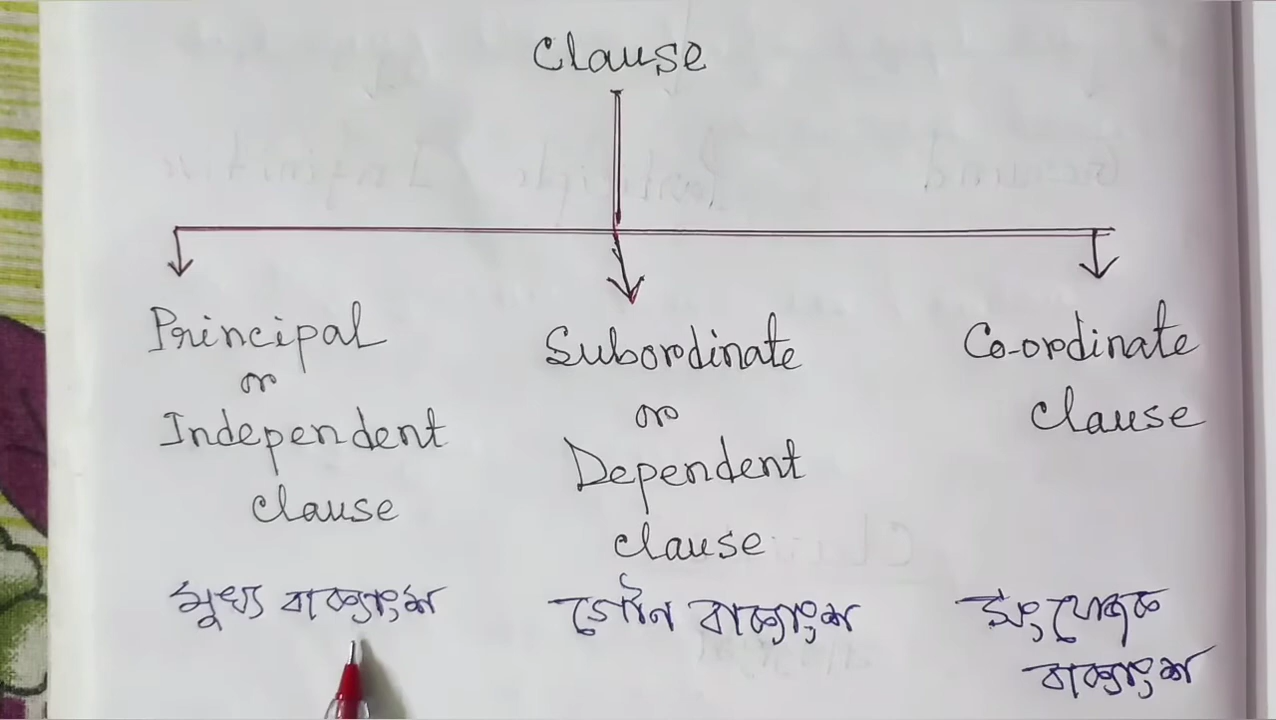 Clause
Principal
or
Independent
clause
মুখ্য বাক্যাংশ
Subordinate
or
Dependent
clause
গৌন বাক্যাংশ
Co-ordinate
clause
সংযোজক
বাক্যাংশ